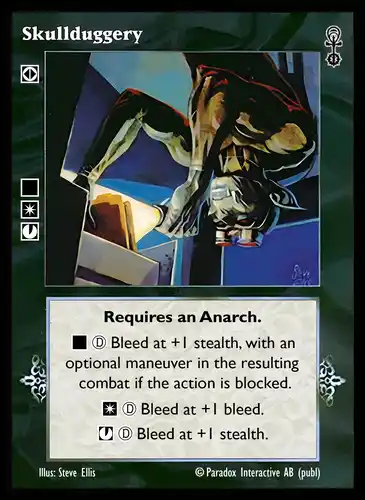 Skullduggery
Requires an Anarch.
Ⓓ Bleed at +1 stealth, with an
optional maneuver in the resulting
combat if the action is blocked.
Ⓓ Bleed at +1 bleed.
Ⓓ Bleed at +1 stealth.
Illus: Steve Ellis
© Paradox Interactive AB (publ)